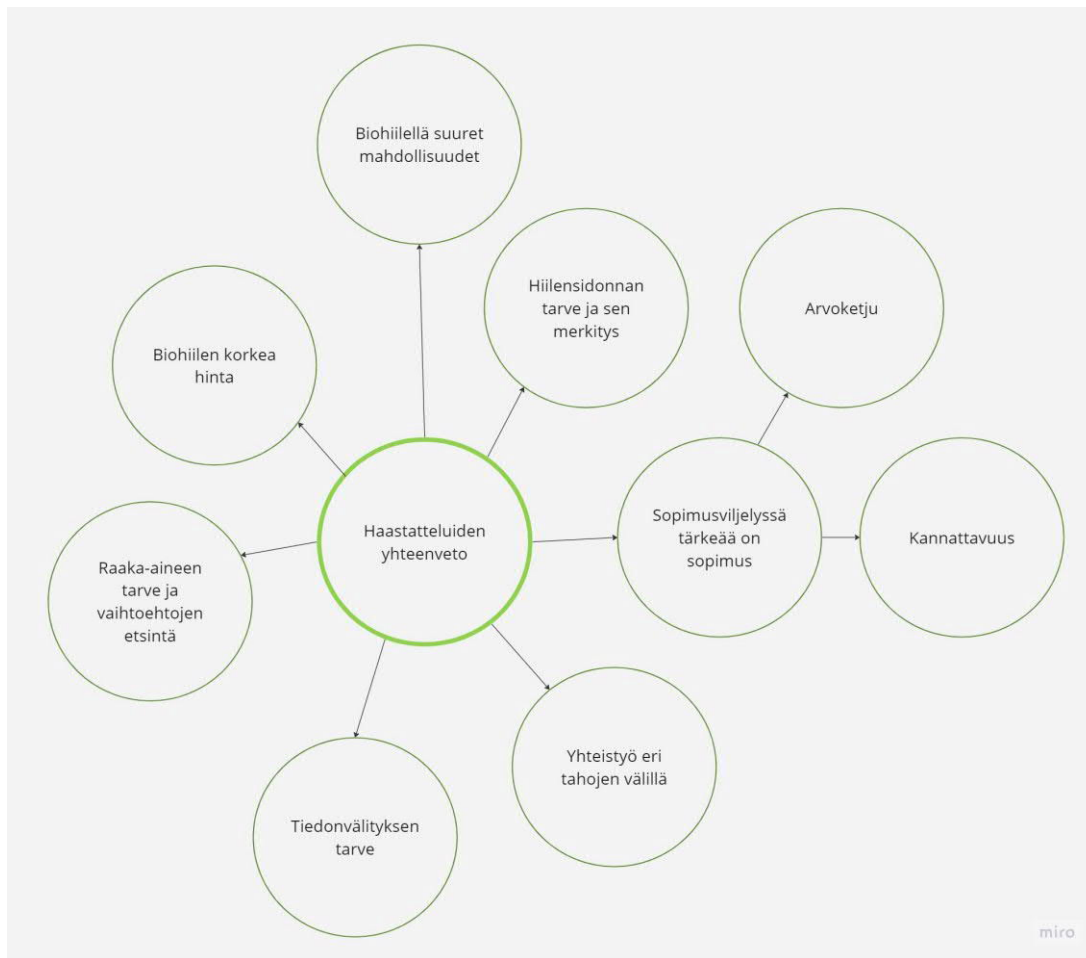 Biohiilellä suuret
mahdollisuudet
Hiilensidonnan
tarve ja sen
merkitys
Arvoketju
Biohiilen korkea
hinta
Haastatteluiden
yhteenveto
Sopimusviljelyssä
tärkeää on
sopimus
Kannattavuus
Raaka-aineen
tarve ja
vaihtoehtojen
etsintä
Yhteistyö eri
tahojen välillä
Tiedonvälityksen
tarve
miro